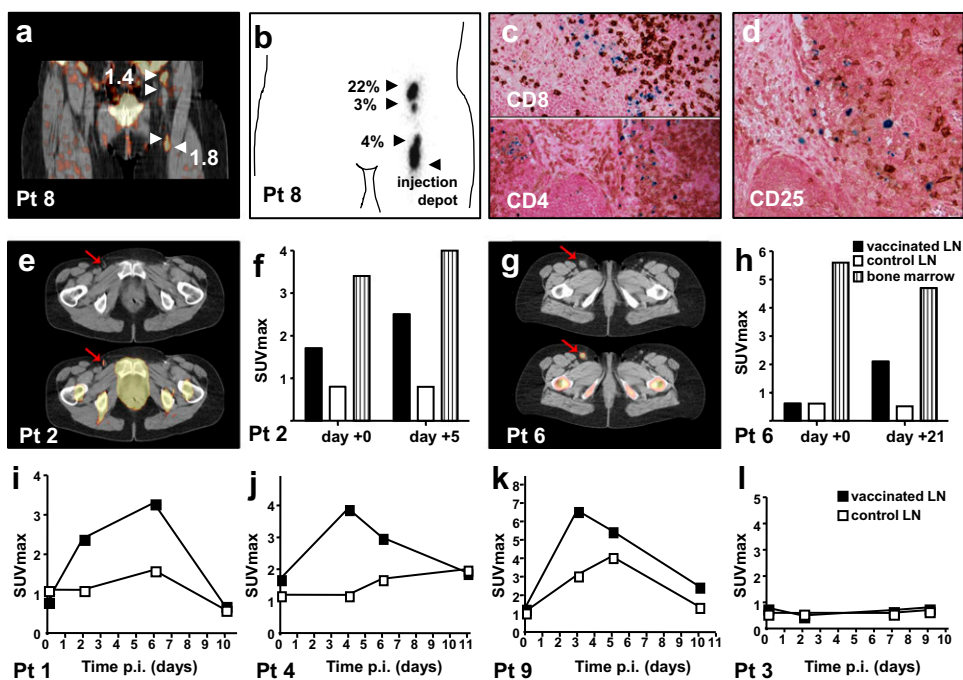 a
1.4
1.8
Pt 8
b
22%
3%
4%
injection
depot
Pt 8
c
CD8
CD4
d
CD25
e
Pt 2
f
SUVmax
4
3
2
1
day +0 day +5
Pt 2
g
Pt 6
h
vaccinated LN
control LN
bone marrow
SUVmax
6
5
4
3
2
1
0
day +0 day +21
Pt 6
i
SUVmax
4
3
2
1
0
0 1 2 3 4 5 6 7 8 9 10
Pt 1 Time p.i. (days)
j
SUVmax
4
3
2
1
0
0 1 2 3 4 5 6 7 8 9 10 11
Pt 4 Time p.i. (days)
k
SUVmax
8
7
6
5
4
3
2
1
0
0 1 2 3 4 5 6 7 8 9 10 11
Pt 9 Time p.i. (days)
l
vaccinated LN
control LN
SUVmax
5
4
3
2
1
0
0 1 2 3 4 5 6 7 8 9 10 11
Pt 3 Time p.i. (days)